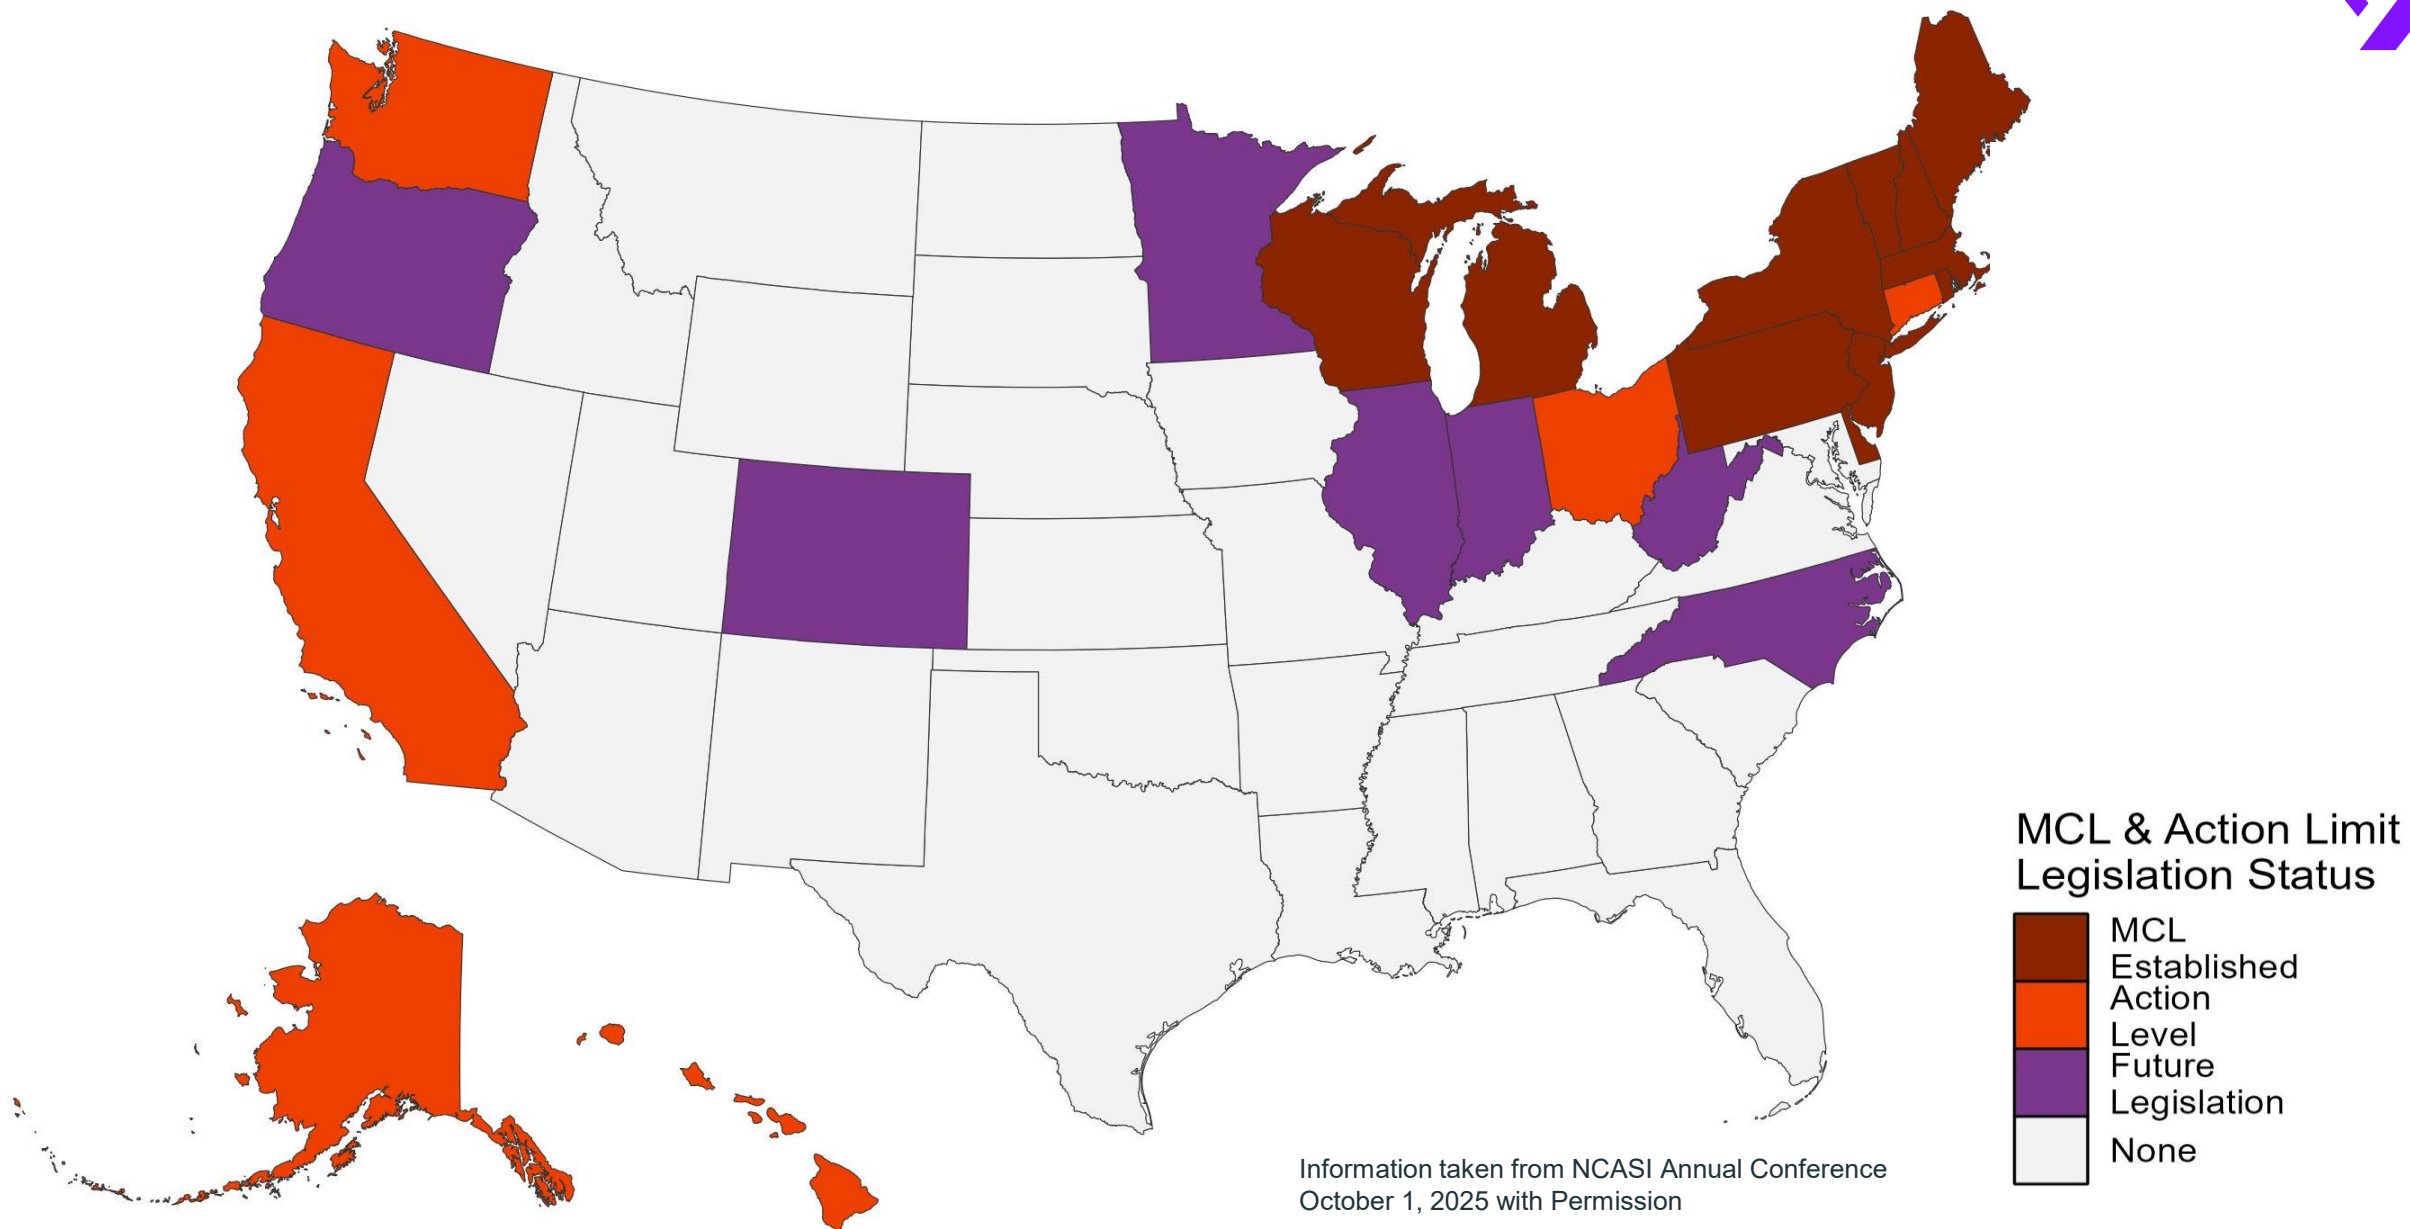 MCL & Action Limit
Legislation Status
MCL
Established
Action
Level
Future
Legislation
None
Information taken from NCASI Annual Conference
October 1, 2025 with Permission